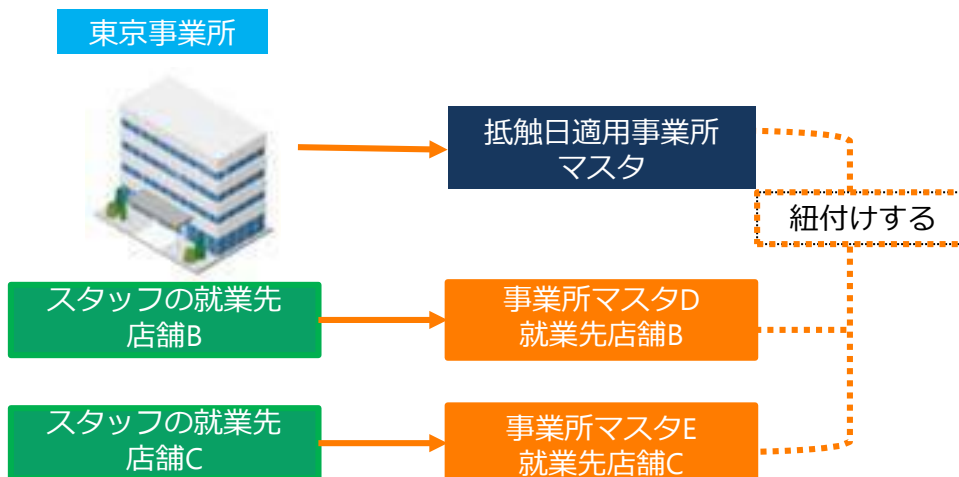 東京事業所
抵触日適用事業所
マスタ
紐付けする
スタッフの就業先
店舗B
事業所マスタD
就業先店舗B
スタッフの就業先
店舗C
事業所マスタE
就業先店舗C